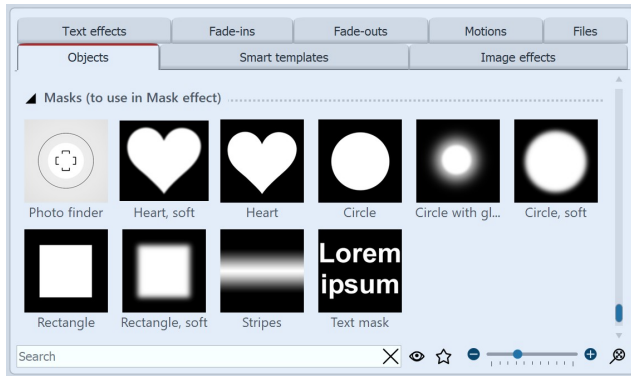 Text effects Fade-ins Fade-outs Motions Files
Objects Smart templates Image effects
Masks (to use in Mask effect)
Photo finder Heart, soft Heart Circle Circle with gl... Circle, soft
Lorem
ipsum
Rectangle Rectangle, soft Stripes Text mask
Search